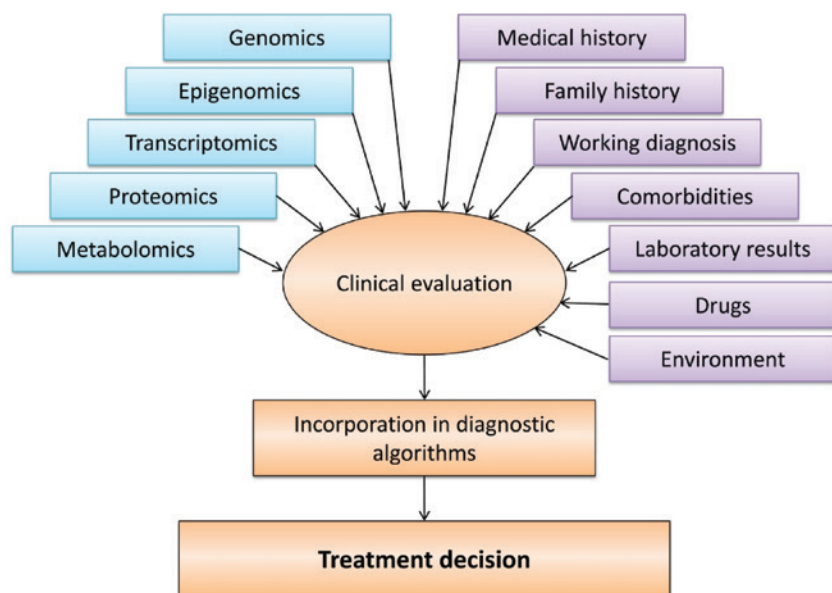 Genomics
Epigenomics
Transcriptomics
Proteomics
Metabolomics
Medical history
Family history
Working diagnosis
Comorbidities
Laboratory results
Drugs
Environment
Clinical evaluation
Incorporation in diagnostic
algorithms
Treatment decision